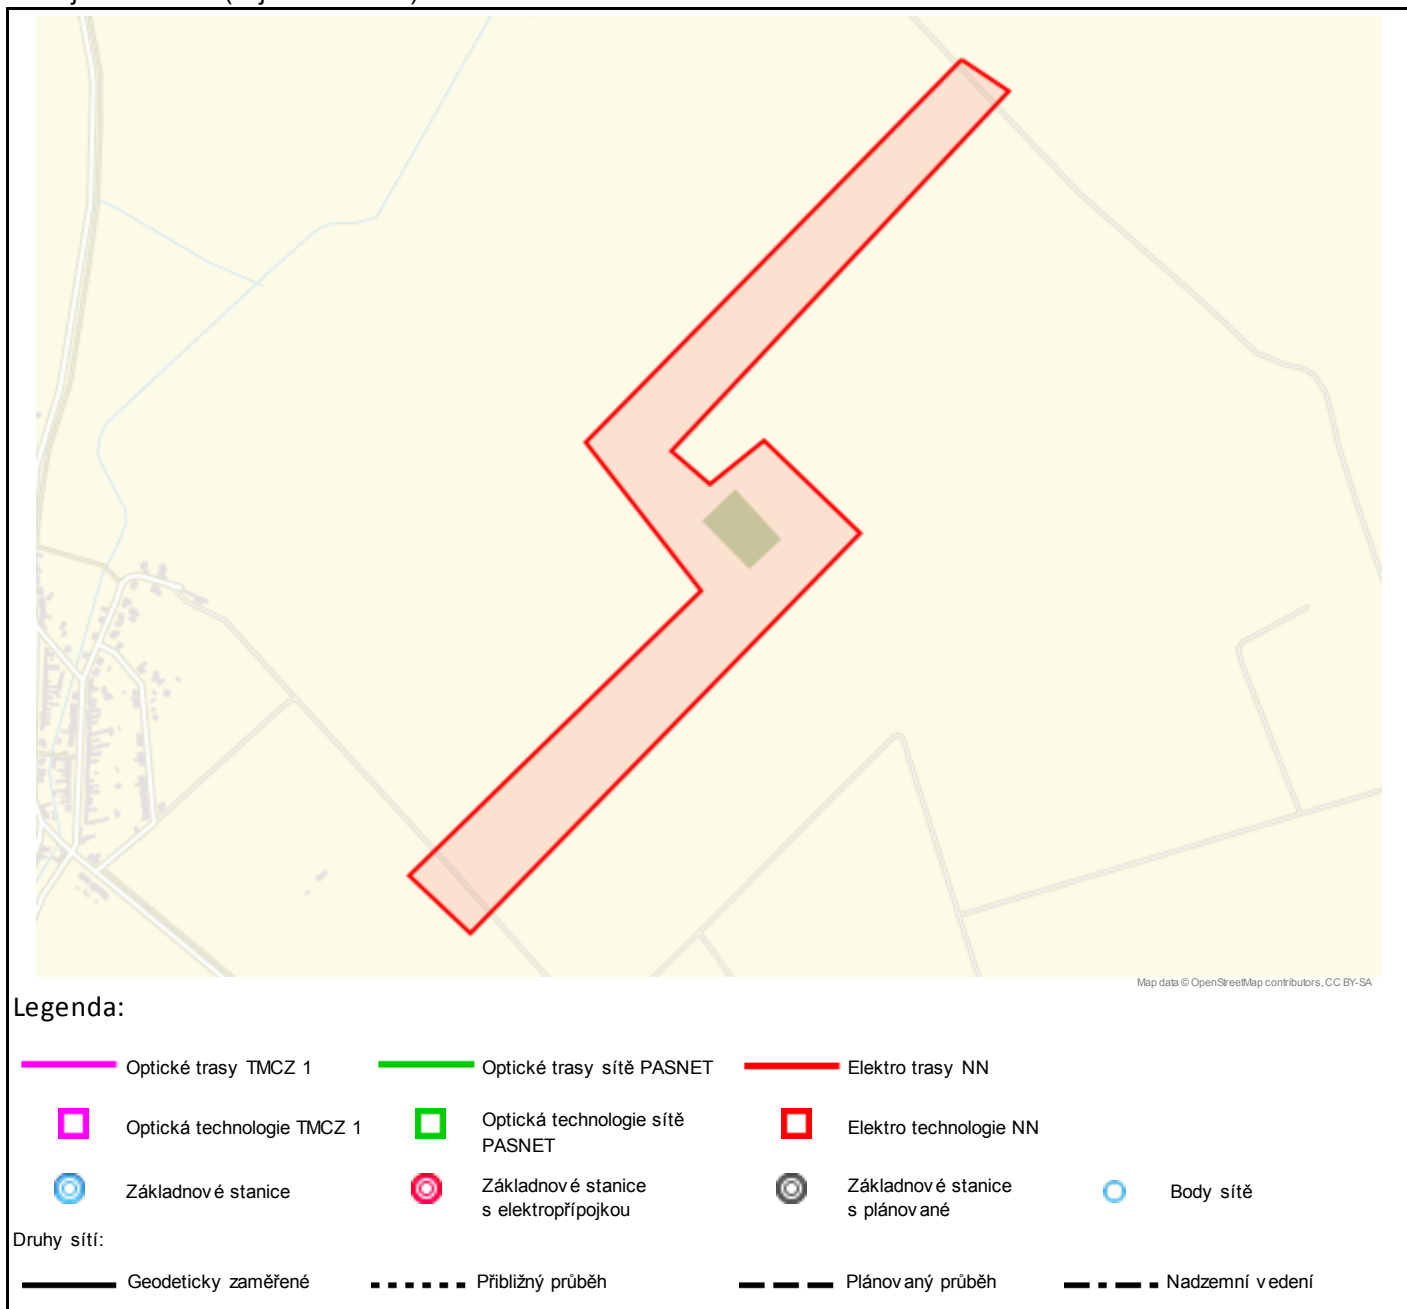 Map data © OpenStreetMap contributors, CC BY-SA
Legenda:
Optické trasy TMCZ 1
Optické trasy sítě PASNET
Elektro trasy NN
Optická technologie TMCZ 1
Optická technologie sítě
PASNET
Elektro technologie NN
Základnové stanice
Základnové stanice
s elektropřípojkou
Základnové stanice
s plánované
Body sítě
Druhy sítí:
Geodeticky zaměřené
Přibližný průběh
Plánovaný průběh
Nadzemní vedení